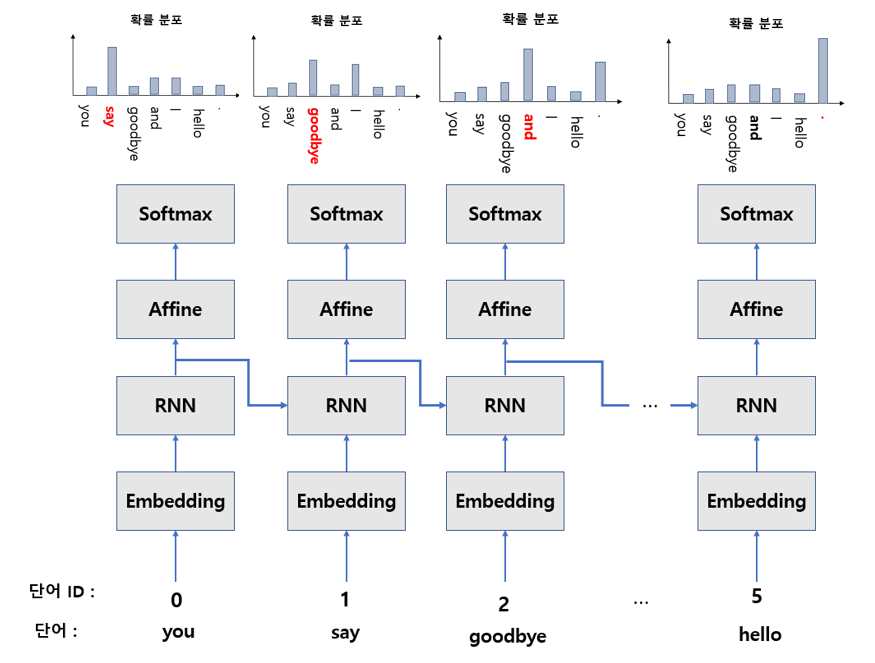 확률 분포 확률 분포 확률 분포 확률 분포
you say goodbye and I hello .
you say goodbye and I hello .
you say goodbye and I hello .
you say goodbye and I hello .
Softmax Softmax Softmax Softmax
Affine Affine Affine Affine
RNN RNN RNN ... RNN
Embedding Embedding Embedding Embedding
단어 ID : 0 1 2 ... 5
단어 : you say goodbye hello